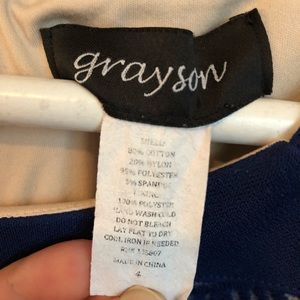 grayson
SHELL:
80% COTTON
20% NYLON
95% POLYESTER
5% SPANDEX
LINING:
100% POLYESTER
HAND WASH COLD
DO NOT BLEACH
LAY FLAT TO DRY
COOL IRON IF NEEDED
MADE IN CHINA
4